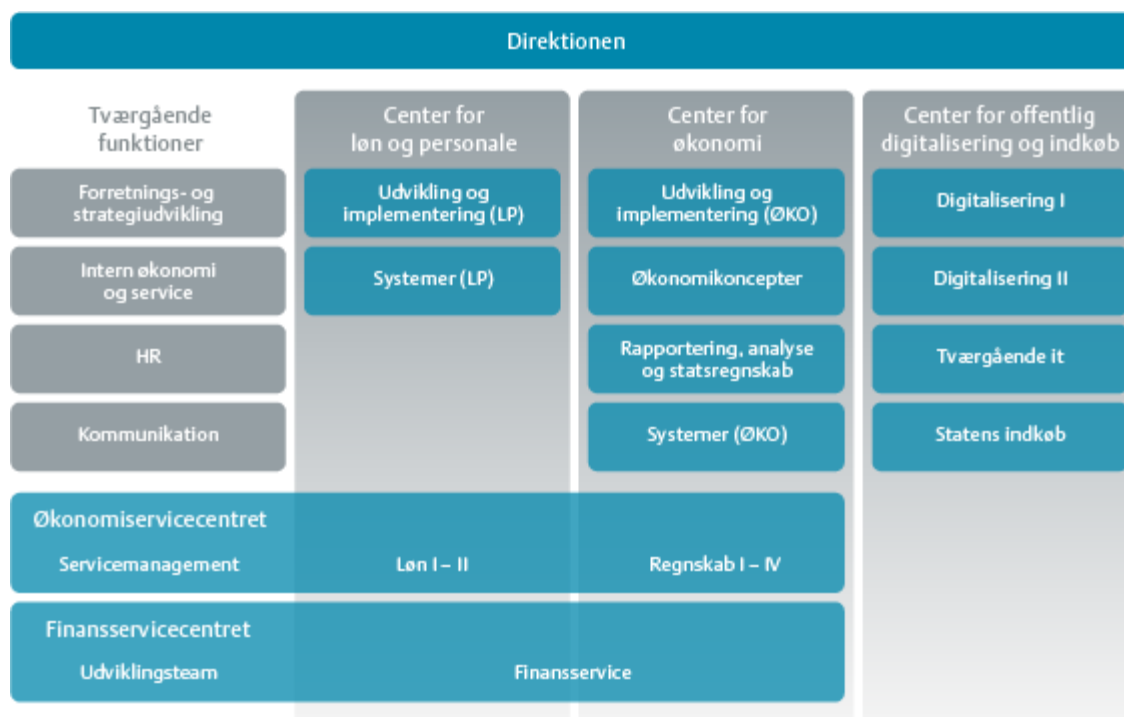 Direktionen
Tværgående
funktioner
Forretnings- og
strategiudvikling
Intern økonomi
og service
HR
Kommunikation
Center for
løn og personale
Udvikling og
implementering (LP)
Systemer (LP)
Center for
økonomi
Udvikling og
implementering (ØKO)
Økonomikoncepter
Rapportering, analyse
og statsregnskab
Systemer (ØKO)
Center for offentlig
digitalisering og indkøb
Digitalisering I
Digitalisering II
Tværgående it
Statens indkøb
Økonomiservicecentret
Servicemanagement
Løn I – II
Regnskab I – IV
Finansservicecentret
Udviklingsteam
Finansservice